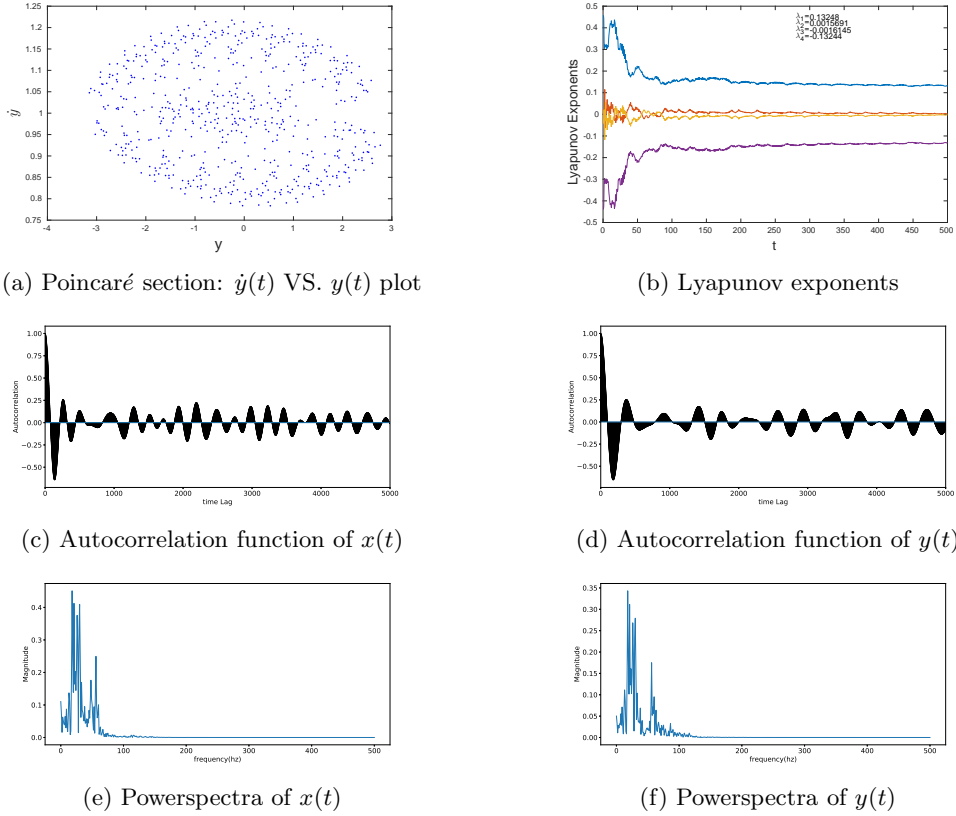 1.25
1.2
1.15
1.1
1.05
1
0.95
0.9
0.85
0.8
0.75
ẏ
-4 -3 -2 -1 0 1 2 3
y
(a) Poincaré section: ẏ(t) VS. y(t) plot
λ1=0.13248
λ2=0.0015691
λ3=-0.0016145
λ4=-0.13244
0.5
0.4
0.3
0.2
0.1
0
-0.1
-0.2
-0.3
-0.4
-0.5
Lyapunov Exponents
0 50 100 150 200 250 300 350 400 450 500
t
(b) Lyapunov exponents
1.00
0.75
0.50
0.25
0.00
−0.25
−0.50
Autocorrelation
0 1000 2000 3000 4000 5000
time Lag
(c) Autocorrelation function of x(t)
1.00
0.75
0.50
0.25
0.00
−0.25
−0.50
Autocorrelation
0 1000 2000 3000 4000 5000
time Lag
(d) Autocorrelation function of y(t)
0.4
0.3
0.2
0.1
0.0
Magnitude
0 100 200 300 400 500
frequency(hz)
(e) Powerspectra of x(t)
0.35
0.30
0.25
0.20
0.15
0.10
0.05
0.00
Magnitude
0 100 200 300 400 500
frequency(hz)
(f) Powerspectra of y(t)